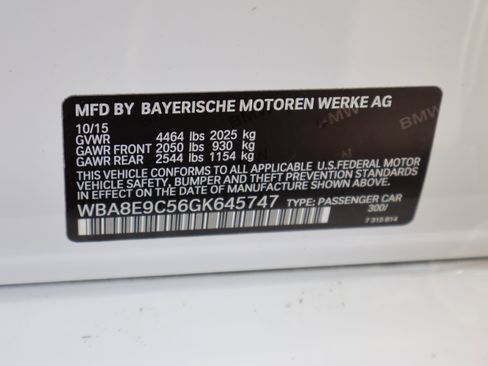 MFD BY BAYERISCHE MOTOREN WERKE AG
10/15
GVWR 4464 lbs 2025 kg
GAWR FRONT 2050 lbs 930 kg
GAWR REAR 2544 lbs 1154 kg
THIS VEHICLE CONFORMS TO ALL APPLICABLE U.S.FEDERAL MOTOR
VEHICLE SAFETY AND THEFT PREVENTION STANDARDS
IN EFFECT ON THE DATE OF MANUFACTURE SHOWN ABOVE.
WBA8E9C56GK645747 TYPE: PASSENGER CAR
300/
7 315 814
BMW
BMW